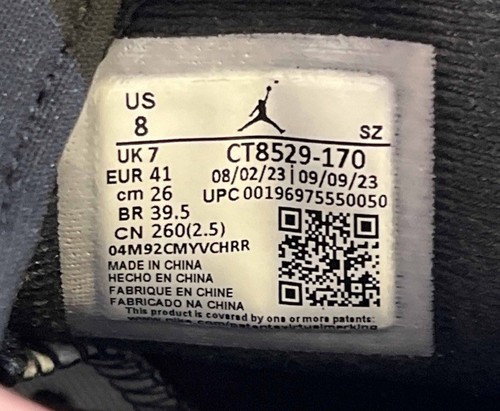 US
8
SZ
UK 7
CT8529-170
EUR 41
08/02/23 | 09/09/23
cm 26
UPC 00196975550050
BR 39.5
CN 260(2.5)
04M92CMYVCHRR
MADE IN CHINA
HECHO EN CHINA
FABRIQUE EN CHINE
FABRICADO NA CHINA
This product is covered by one or more patents: